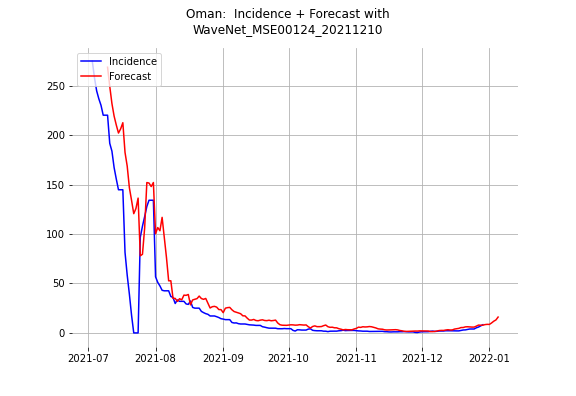 Oman:  Incidence + Forecast with
WaveNet_MSE00124_20211210
Incidence
Forecast
250
200
150
100
50
0
2021-07 2021-08 2021-09 2021-10 2021-11 2021-12 2022-01